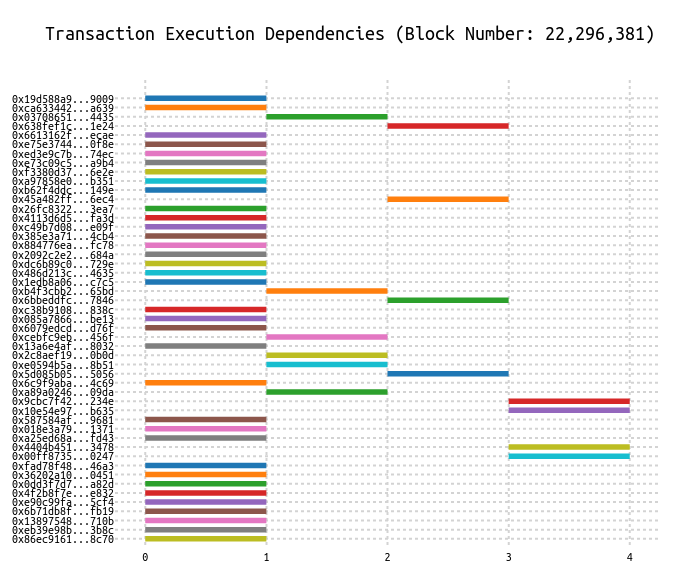 Transaction Execution Dependencies (Block Number: 22,296,381)
0x19d588a9...9009
0xca633442...a639
0x03708651...4435
0x638fef1c...1e24
0x6613162f...ecae
0xe75e3744...0f8e
0xed3e9c7b...74ec
0xe73c09c5...a9b4
0xf3380d37...6e2e
0xa97858e0...b351
0xb62f4ddc...149e
0x45a482ff...6ec4
0x26fc8322...3ea7
0x4113d6d5...fa3d
0xc49b7d08...e09f
0x385e3a71...4cb4
0x884776ea...fc78
0x2092c2e2...684a
0xdc6b89c0...729e
0x486d213c...4635
0x1edb8a06...c7c5
0xb4f3cbb2...65bd
0x6bbeddfc...7846
0xc38b9108...838c
0x085a7866...be13
0x6079edcd...d76f
0xcebfc9eb...456f
0x13a6e4af...8032
0x2c8aef19...0b0d
0xe0594b5a...8b51
0x5d085b05...5056
0x6c9f9aba...4c69
0xa89a0246...09da
0x9cbc7f42...234e
0x10e54e97...b635
0x587584af...9681
0x018e3a79...1371
0xa25ed68a...fd43
0x4404b451...3478
0x00ff8735...0247
0xfad78f48...46a3
0x36202a10...0451
0x0dd3f7d7...a82d
0x4f2b8f7e...e832
0xe90c99fa...5cf4
0x6b71db8f...fb19
0x13897548...710b
0xeb39e98b...3b8c
0x86ec9161...8c70
0 1 2 3 4